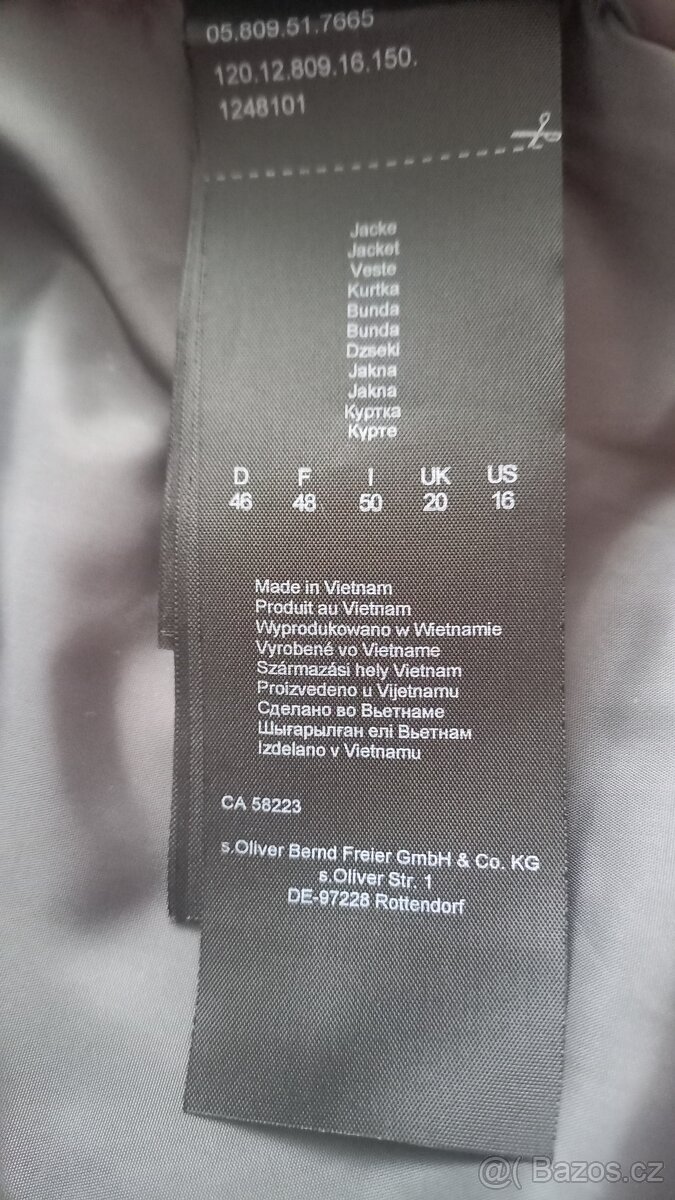 05.809.51.7665
120.12.809.16.150.
1248101
Jacke
Jacket
Veste
Kurtka
Bunda
Bunda
Dzseki
Jakna
Jakna
Куртка
Курте
D F I UK US
46 48 50 20 16
Made in Vietnam
Produit au Vietnam
Wyprodukowano w Wietnamie
Vyrobené vo Vietname
Származási hely Vietnam
Proizvedeno u Vijetnamu
Сделано во Вьетнаме
Шығарылған елі Вьетнам
Izdelano v Vietnamu
CA 58223
s.Oliver Bernd Freier GmbH & Co. KG
s.Oliver Str. 1
DE-97228 Rottendorf
@( Bazos.cz